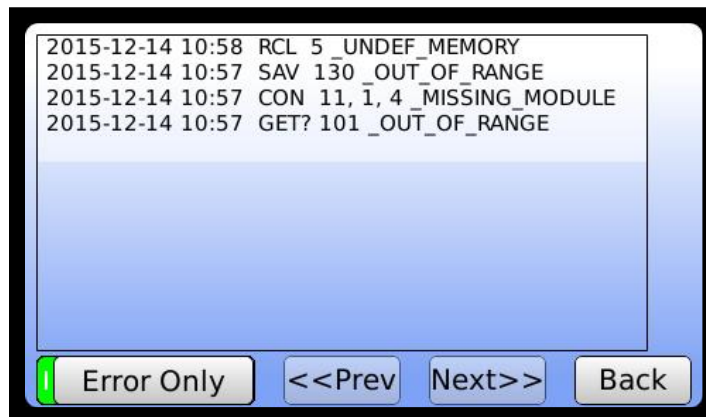 2015-12-14 10:58 RCL 5 _UNDEF_MEMORY
2015-12-14 10:57 SAV 130 _OUT_OF_RANGE
2015-12-14 10:57 CON 11, 1, 4 _MISSING_MODULE
2015-12-14 10:57 GET? 101 _OUT_OF_RANGE
I Error Only <<Prev Next>> Back